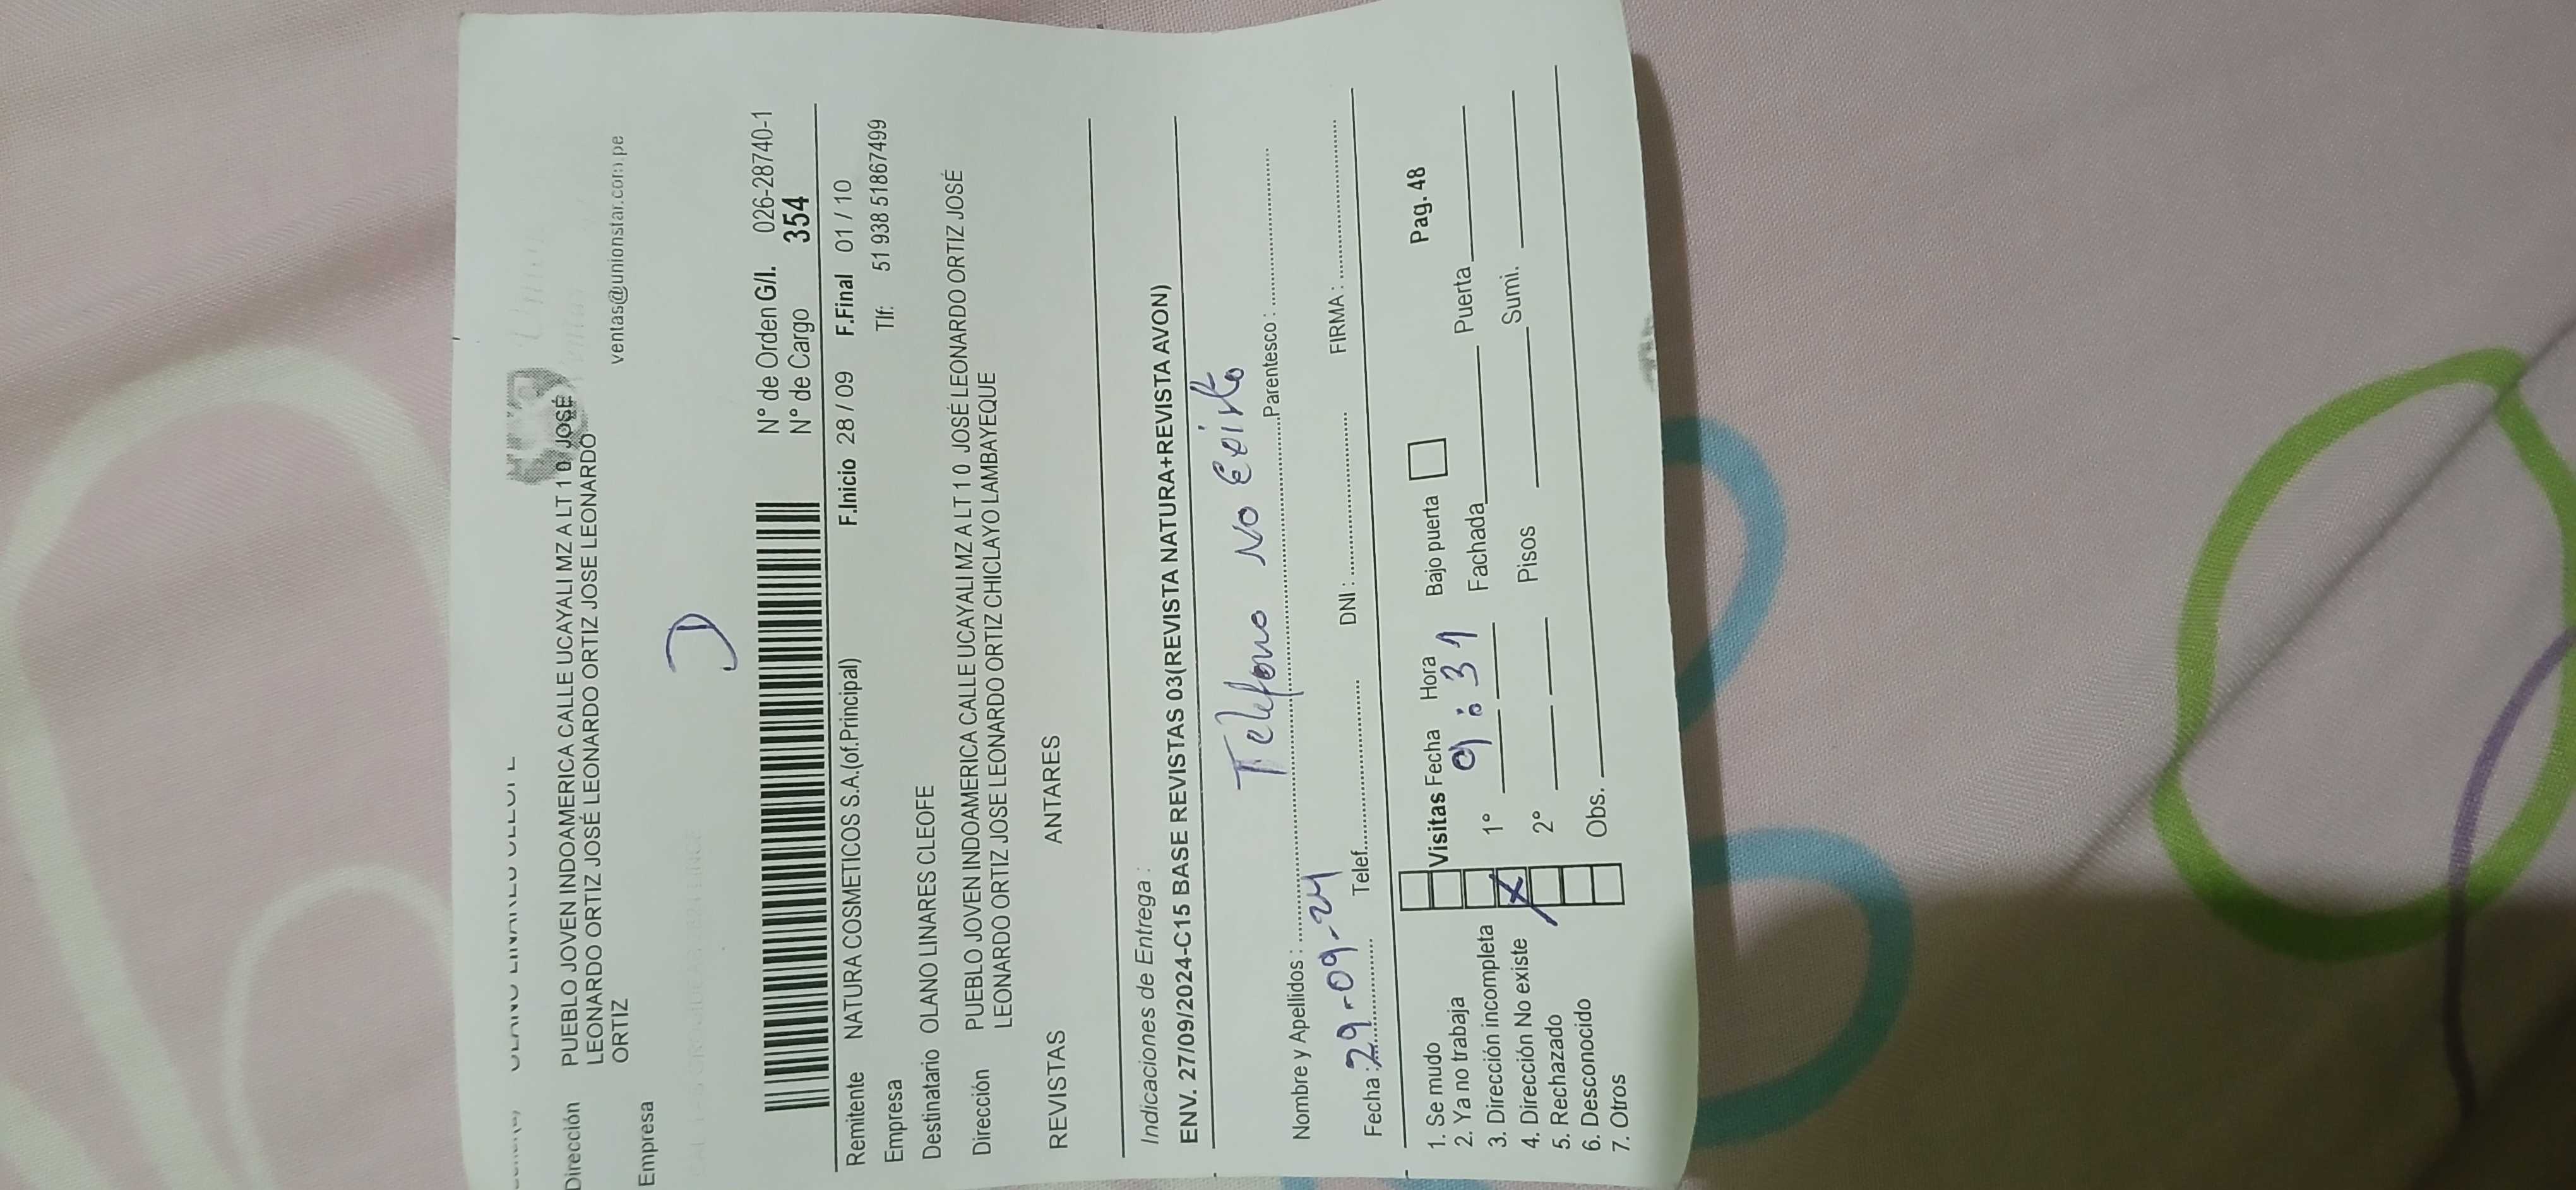 OLANO LINARES CLEOFE
Dirección PUEBLO JOVEN INDOAMERICA CALLE UCAYALI MZ A LT 1 0 JOSÉ
LEONARDO ORTIZ JOSÉ LEONARDO ORTIZ JOSE LEONARDO
ORTIZ
Empresa
ventas@unionstar.com.pe
N° de Orden G/I. 026-28740-1
N° de Cargo 354
Remitente NATURA COSMETICOS S.A.(of.Principal) F.Inicio 28 / 09 F.Final 01 / 10
Empresa Tlf: 51 938 51867499
Destinatario OLANO LINARES CLEOFE
Dirección PUEBLO JOVEN INDOAMERICA CALLE UCAYALI MZ A LT 1 0 JOSÉ LEONARDO ORTIZ JOSÉ
LEONARDO ORTIZ JOSE LEONARDO ORTIZ CHICLAYO LAMBAYEQUE
REVISTAS ANTARES
Indicaciones de Entrega :
ENV. 27/09/2024-C15 BASE REVISTAS 03(REVISTA NATURA+REVISTA AVON)
Telefono No Existe
Nombre y Apellidos : Parentesco :
Fecha : 29-09-24 Telef. DNI : FIRMA :
1. Se mudo Visitas Fecha Hora Bajo puerta Pag. 48
2. Ya no trabaja
3. Dirección incompleta 1° 9:31 Fachada Puerta
4. Dirección No existe X
5. Rechazado 2° Pisos Sumi.
6. Desconocido
7. Otros Obs.